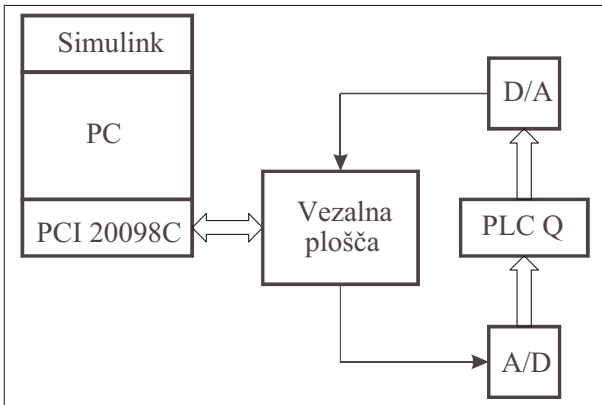 Simulink
PC
PCI 20098C
Vezalna
plošča
D/A
PLC Q
A/D